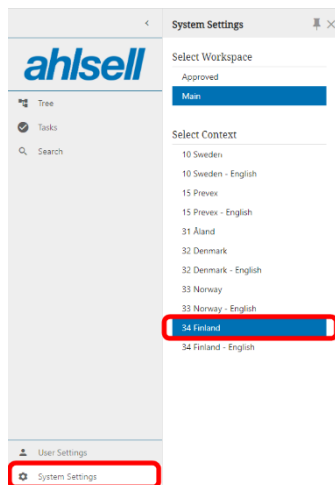 ahlsell
Tree
Tasks
Search
User Settings
System Settings
System Settings
Select Workspace
Approved
Main
Select Context
10 Sweden
10 Sweden - English
15 Prevex
15 Prevex - English
31 Åland
32 Denmark
32 Denmark - English
33 Norway
33 Norway - English
34 Finland
34 Finland - English